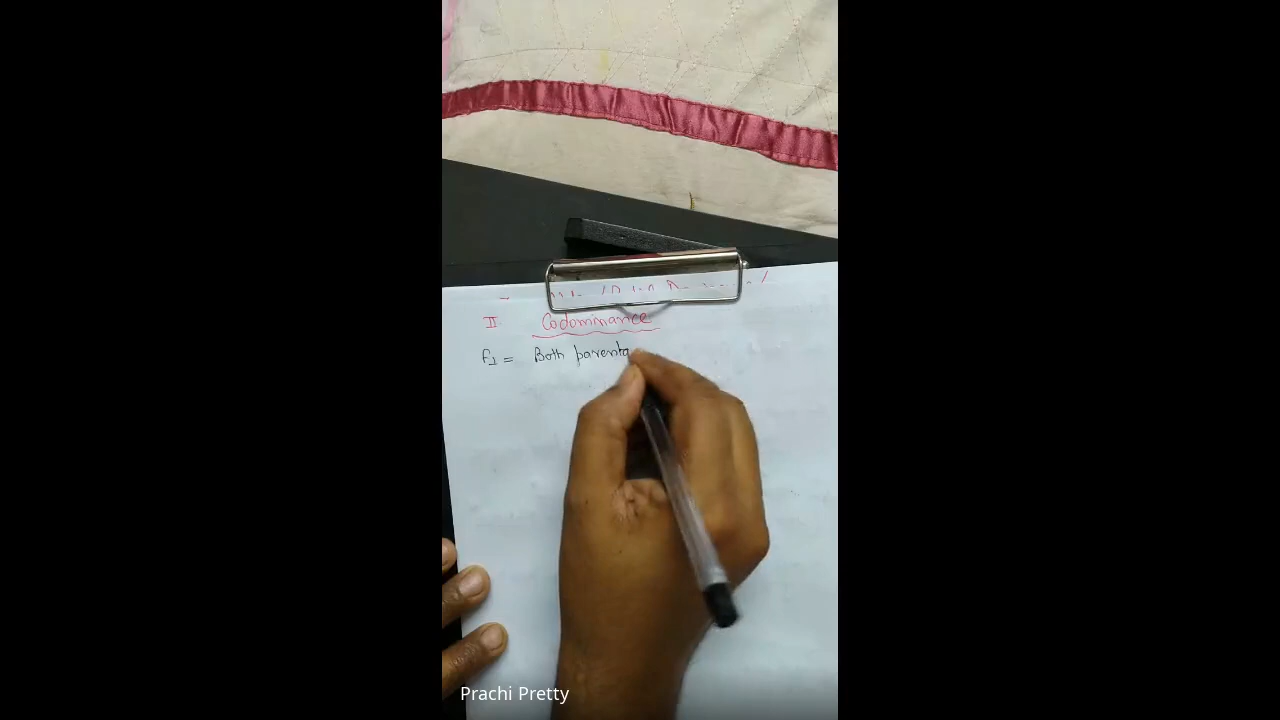 II Codominance
F1 = Both parenta
Prachi Pretty